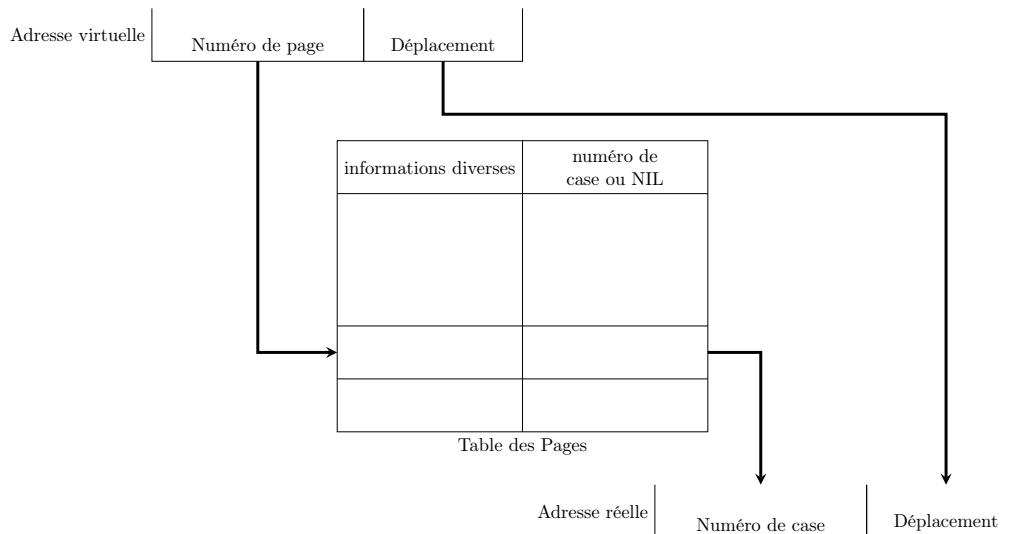 Adresse virtuelle
Numéro de page
Déplacement
informations diverses
numéro de
case ou NIL
Table des Pages
Adresse réelle
Numéro de case
Déplacement